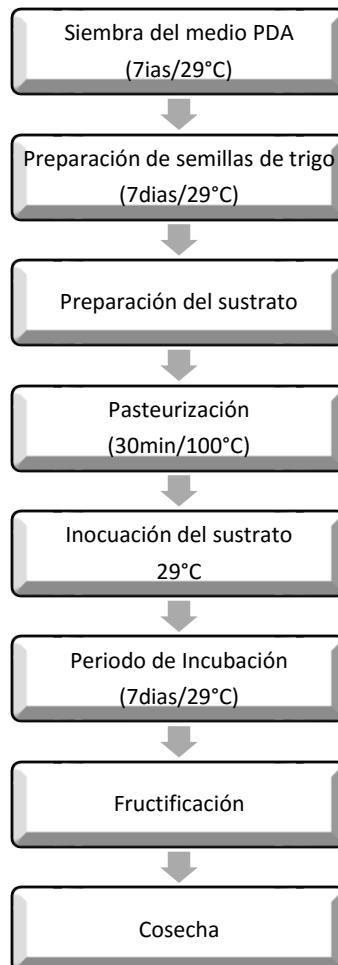 Siembra del medio PDA
(7ias/29°C)
Preparación de semillas de trigo
(7dias/29°C)
Preparación del sustrato
Pasteurización
(30min/100°C)
Inocuación del sustrato
29°C
Periodo de Incubación
(7dias/29°C)
Fructificación
Cosecha